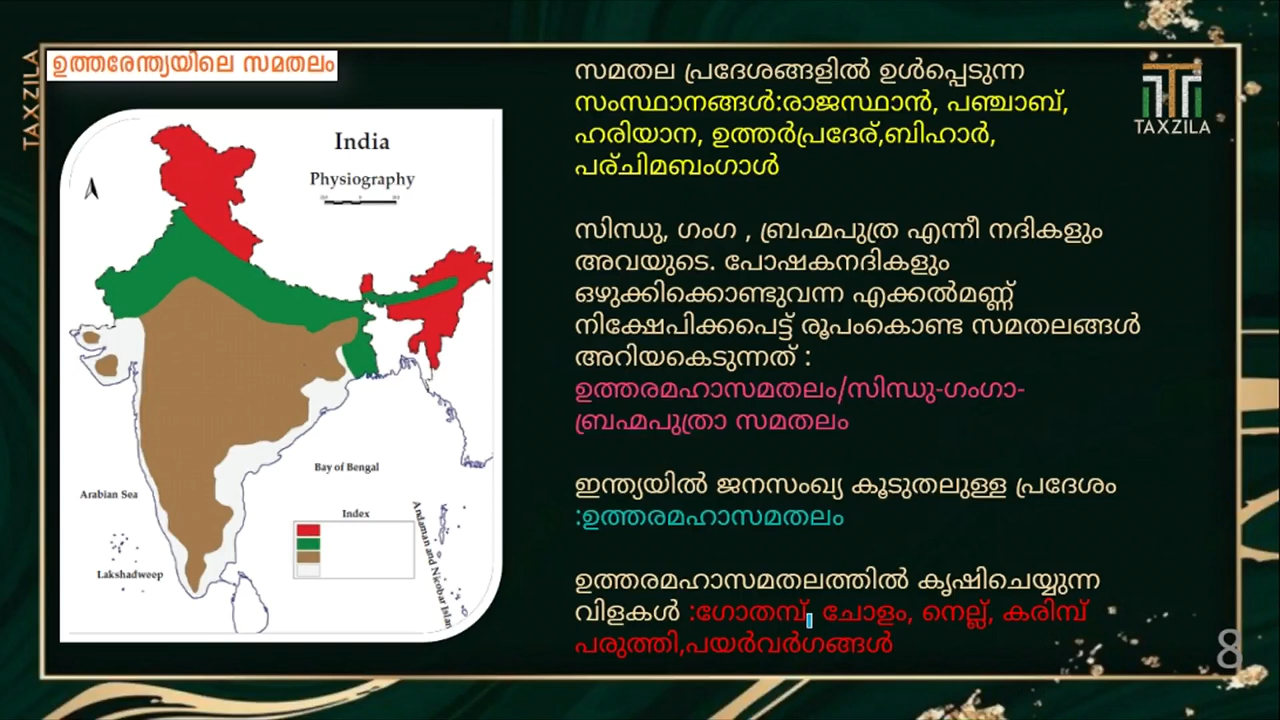 ഉത്തരേന്ത്യയിലെ സമതലം
TAXZILA
സമതല പ്രദേശങ്ങളിൽ ഉൾപ്പെടുന്ന
സംസ്ഥാനങ്ങൾ:രാജസ്ഥാൻ, പഞ്ചാബ്,
ഹരിയാന, ഉത്തർപ്രദേര്,ബിഹാർ,
പര്ചിമബംഗാൾ
TAXZILA
സിന്ധു, ഗംഗ , ബ്രഹ്മപുത്ര എന്നീ നദികളും
അവയുടെ. പോഷകനദികളും
ഒഴുക്കിക്കൊണ്ടുവന്ന എക്കൽമണ്ണ്
നിക്ഷേപിക്കപെട്ട് രൂപംകൊണ്ട സമതലങ്ങൾ
അറിയകെടുന്നത് :
ഉത്തരമഹാസമതലം/സിന്ധു-ഗംഗാ-
ബ്രഹ്മപുത്രാ സമതലം
ഇന്ത്യയിൽ ജനസംഖ്യ കൂടുതലുള്ള പ്രദേശം
:ഉത്തരമഹാസമതലം
ഉത്തരമഹാസമതലത്തിൽ കൃഷിചെയ്യുന്ന
വിളകൾ :ഗോതമ്പ്, ചോളം, നെല്ല്, കരിമ്പ്
പരുത്തി,പയർവർഗങ്ങൾ
India
Physiography
Bay of Bengal
Arabian Sea
Index
Lakshadweep
Andaman and Nicobar Islan
8